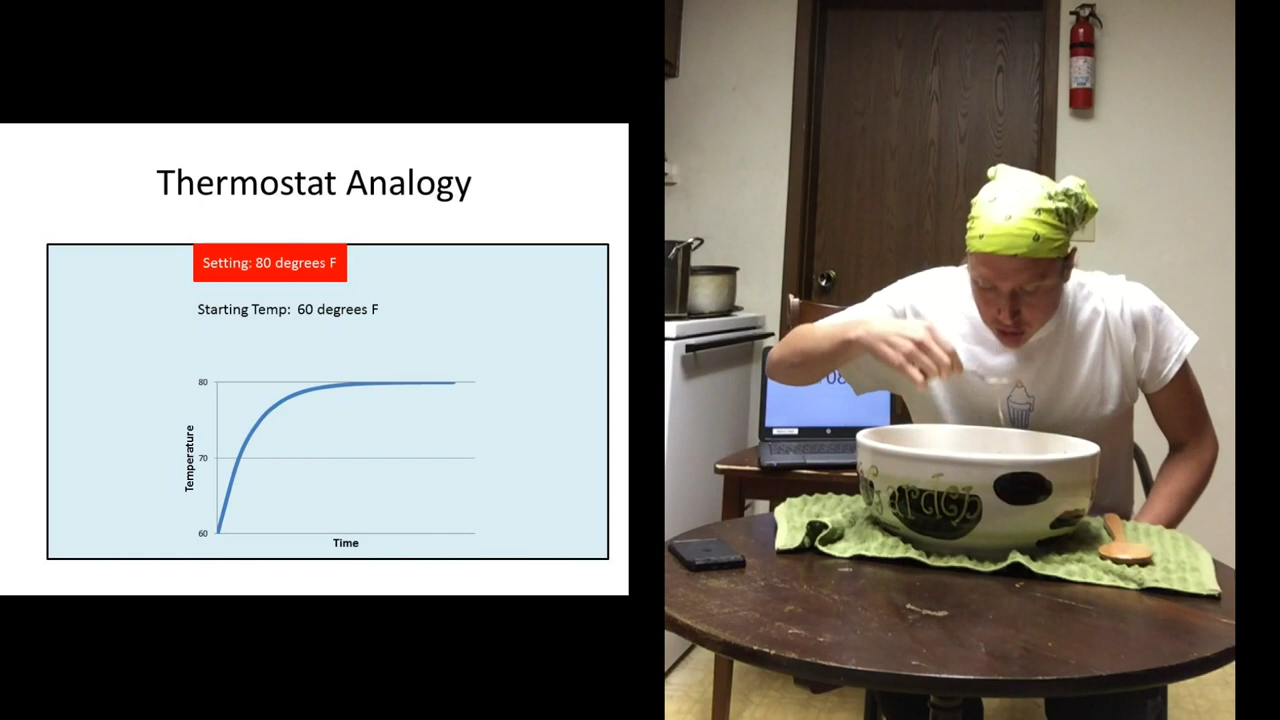 Thermostat Analogy
Setting: 80 degrees F
Starting Temp: 60 degrees F
80
70
60
Temperature
Time